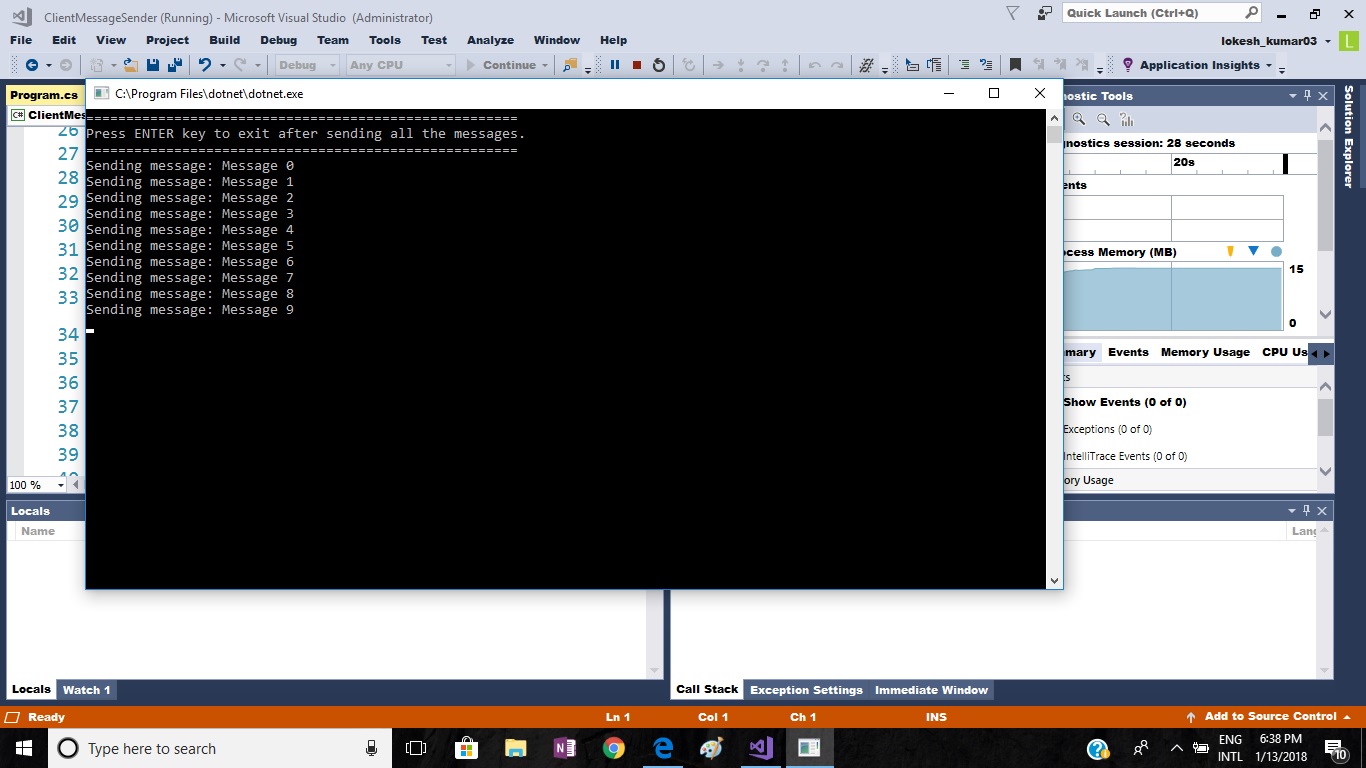 ClientMessageSender (Running) - Microsoft Visual Studio (Administrator)
Quick Launch (Ctrl+Q)
File Edit View Project Build Debug Team Tools Test Analyze Window Help
lokesh_kumar03
L
Debug Any CPU Continue
Application Insights
Program.cs
C# ClientMes
C:\Program Files\dotnet\dotnet.exe
======================================================
Press ENTER key to exit after sending all the messages.
======================================================
Sending message: Message 0
Sending message: Message 1
Sending message: Message 2
Sending message: Message 3
Sending message: Message 4
Sending message: Message 5
Sending message: Message 6
Sending message: Message 7
Sending message: Message 8
Sending message: Message 9
26
27
28
29
30
31
32
33
34
35
36
37
38
39
40
100 %
nostic Tools
Solution Explorer
nostics session: 28 seconds
20s
ents
ocess Memory (MB)
15
0
mary Events Memory Usage CPU Us
ts
Show Events (0 of 0)
Exceptions (0 of 0)
IntelliTrace Events (0 of 0)
ory Usage
Locals
Name
Lang
Locals Watch 1
Call Stack Exception Settings Immediate Window
Ready
Ln 1 Col 1 Ch 1 INS
Add to Source Control
Type here to search
ENG
INTL
6:38 PM
1/13/2018
10